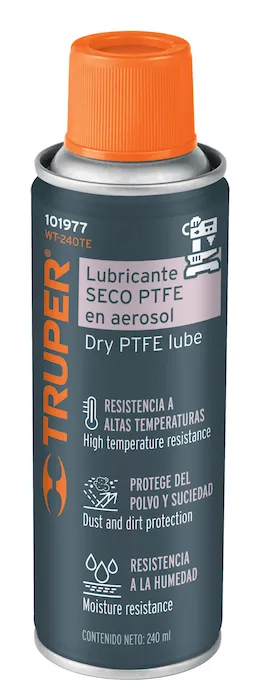 101977
WT-240TE
TRUPER®
Lubricante
SECO PTFE
en aerosol
Dry PTFE lube
RESISTENCIA A
ALTAS TEMPERATURAS
High temperature resistance
PROTEGE DEL
POLVO Y SUCIEDAD
Dust and dirt protection
RESISTENCIA
A LA HUMEDAD
Moisture resistance
CONTENIDO NETO: 240 ml